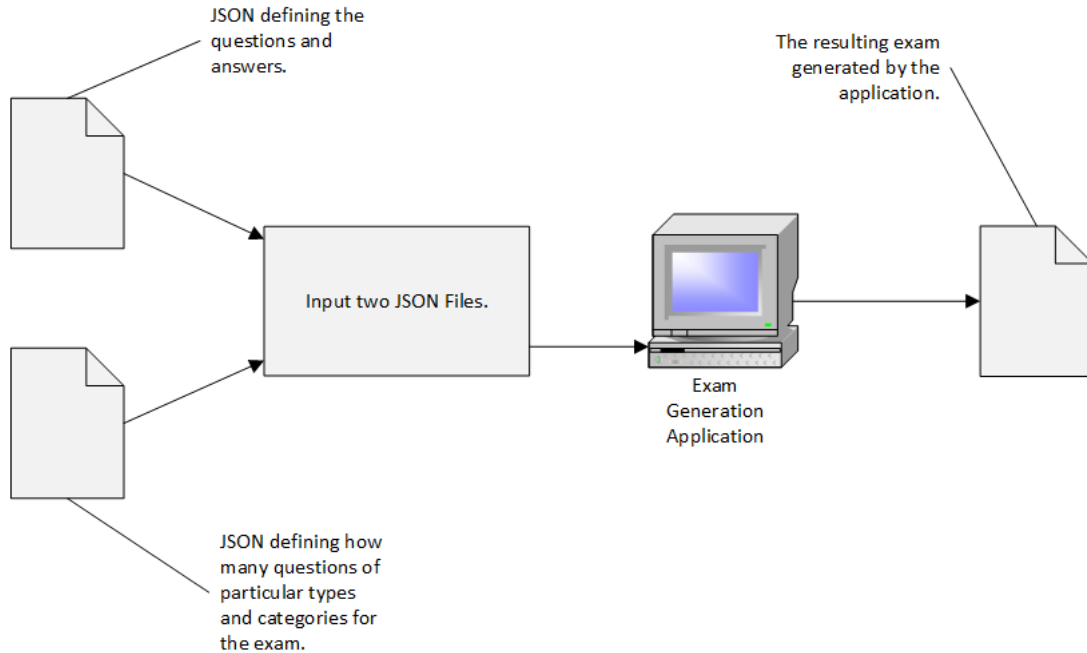 JSON defining the
questions and
answers.
The resulting exam
generated by the
application.
Input two JSON Files.
Exam
Generation
Application
JSON defining how
many questions of
particular types
and categories for
the exam.